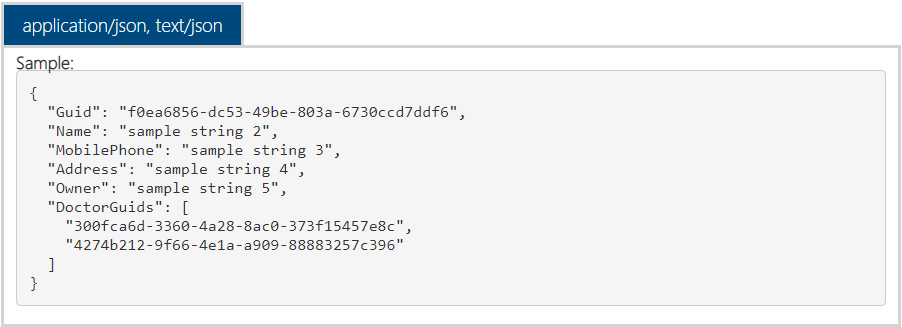 application/json, text/json
Sample:
{
  "Guid": "f0ea6856-dc53-49be-803a-6730ccd7ddf6",
  "Name": "sample string 2",
  "MobilePhone": "sample string 3",
  "Address": "sample string 4",
  "Owner": "sample string 5",
  "DoctorGuids": [
    "300fca6d-3360-4a28-8ac0-373f15457e8c",
    "4274b212-9f66-4e1a-a909-88883257c396"
  ]
}